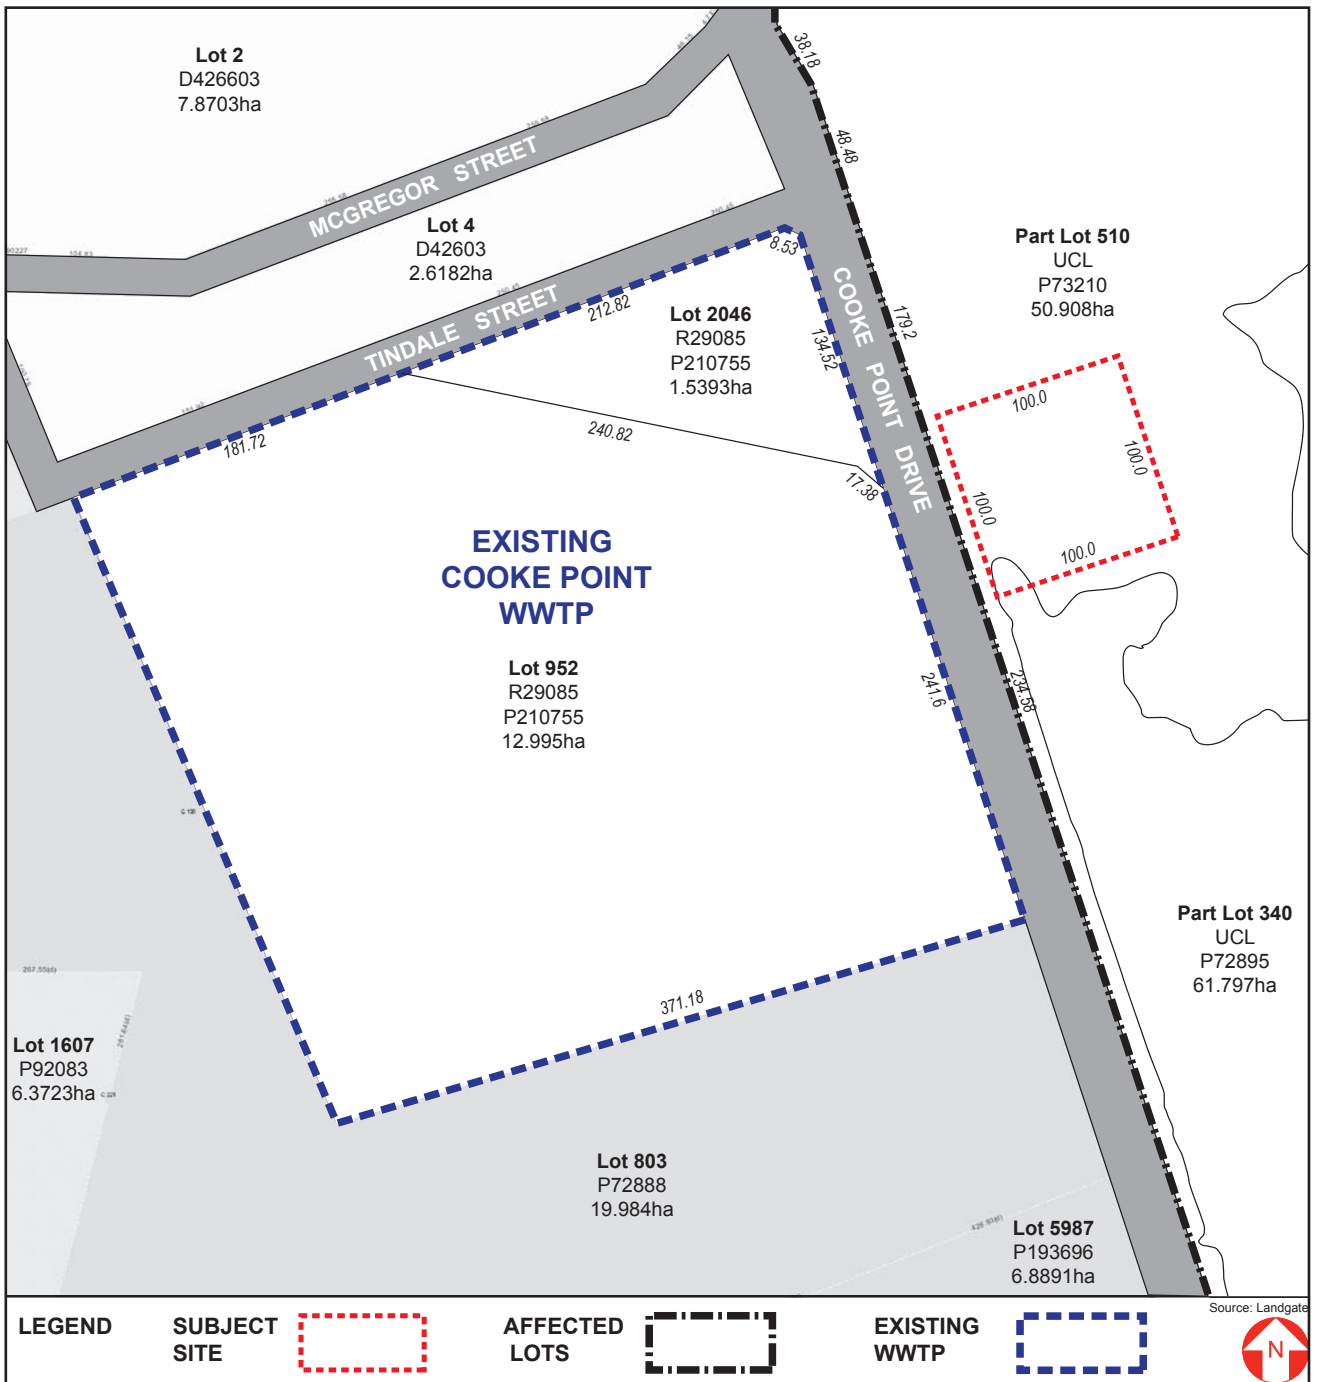 Lot 2
D426603
7.8703ha
38.18
48.48
MCGREGOR STREET
Lot 4
D42603
2.6182ha
Part Lot 510
UCL
P73210
50.908ha
8.53
COOKE POINT DRIVE
TINDALE STREET
212.82
Lot 2046
R29085
P210755
1.5393ha
134.52
179.2
100.0
100.0
100.0
100.0
181.72
240.82
17.38
EXISTING
COOKE POINT
WWTP
Lot 952
R29085
P210755
12.995ha
241.6
234.58
Part Lot 340
UCL
P72895
61.797ha
371.18
Lot 1607
P92083
6.3723ha
Lot 803
P72888
19.984ha
Lot 5987
P193696
6.8891ha
Source: Landgate
LEGEND
SUBJECT
SITE
AFFECTED
LOTS
EXISTING
WWTP
N